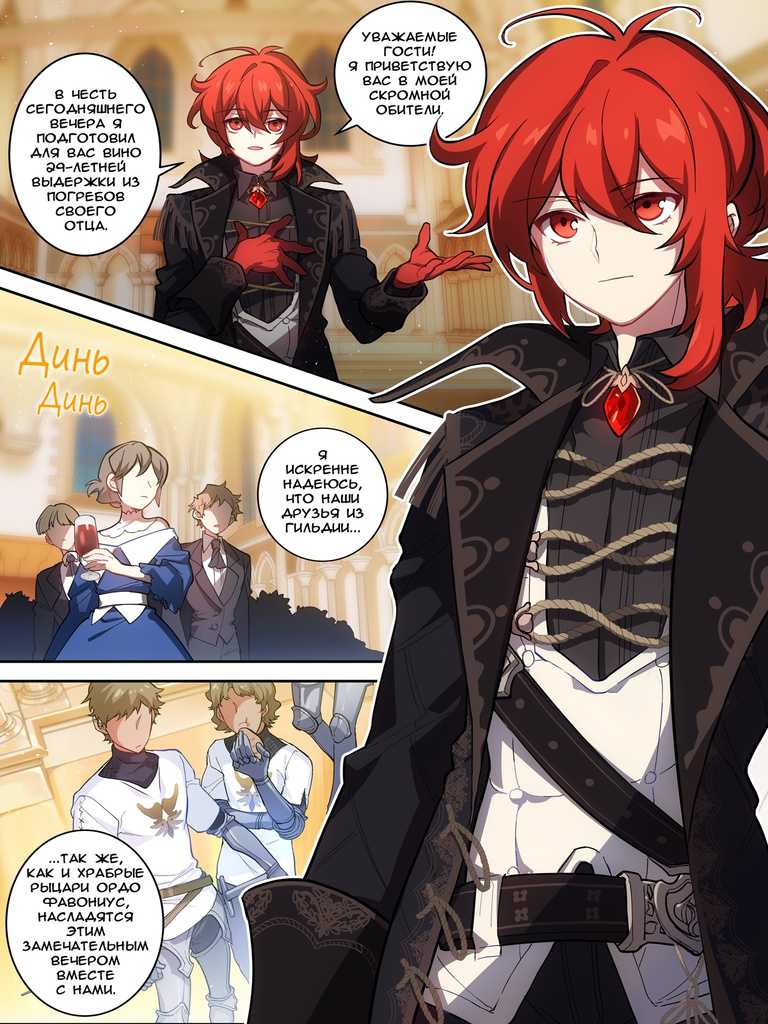 УВАЖАЕМЫЕ
ГОСТИ!
Я ПРИВЕТСТВУЮ
ВАС В МОЕЙ
СКРОМНОЙ
ОБИТЕЛИ.
В ЧЕСТЬ
СЕГОДНЯШНЕГО
ВЕЧЕРА Я
ПОДГОТОВИЛ
ДЛЯ ВАС ВИНО
29-ЛЕТНЕЙ
ВЫДЕРЖКИ ИЗ
ПОГРЕБОВ
СВОЕГО
ОТЦА.
Динь
Динь
Я
ИСКРЕННЕ
НАДЕЮСЬ,
ЧТО НАШИ
ДРУЗЬЯ ИЗ
ГИЛЬДИИ...
...ТАК ЖЕ,
КАК И ХРАБРЫЕ
РЫЦАРИ ОРДО
ФАВОНИУС,
НАСЛАДЯТСЯ
ЭТИМ
ЗАМЕЧАТЕЛЬНЫМ
ВЕЧЕРОМ
ВМЕСТЕ
С НАМИ.